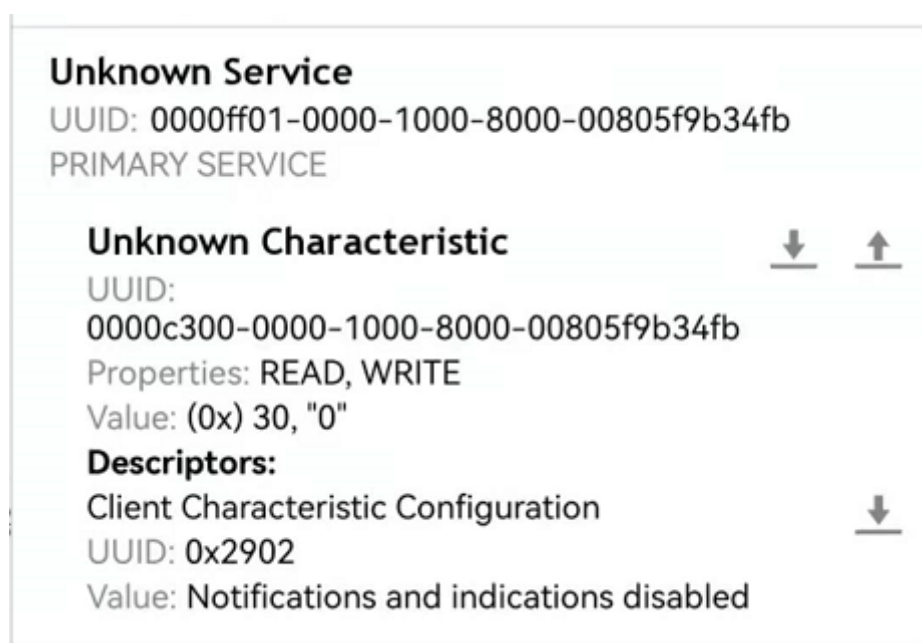 Unknown Service
UUID: 0000ff01-0000-1000-8000-00805f9b34fb
PRIMARY SERVICE
Unknown Characteristic
UUID:
0000c300-0000-1000-8000-00805f9b34fb
Properties: READ, WRITE
Value: (0x) 30, "0"
Descriptors:
Client Characteristic Configuration
UUID: 0x2902
Value: Notifications and indications disabled